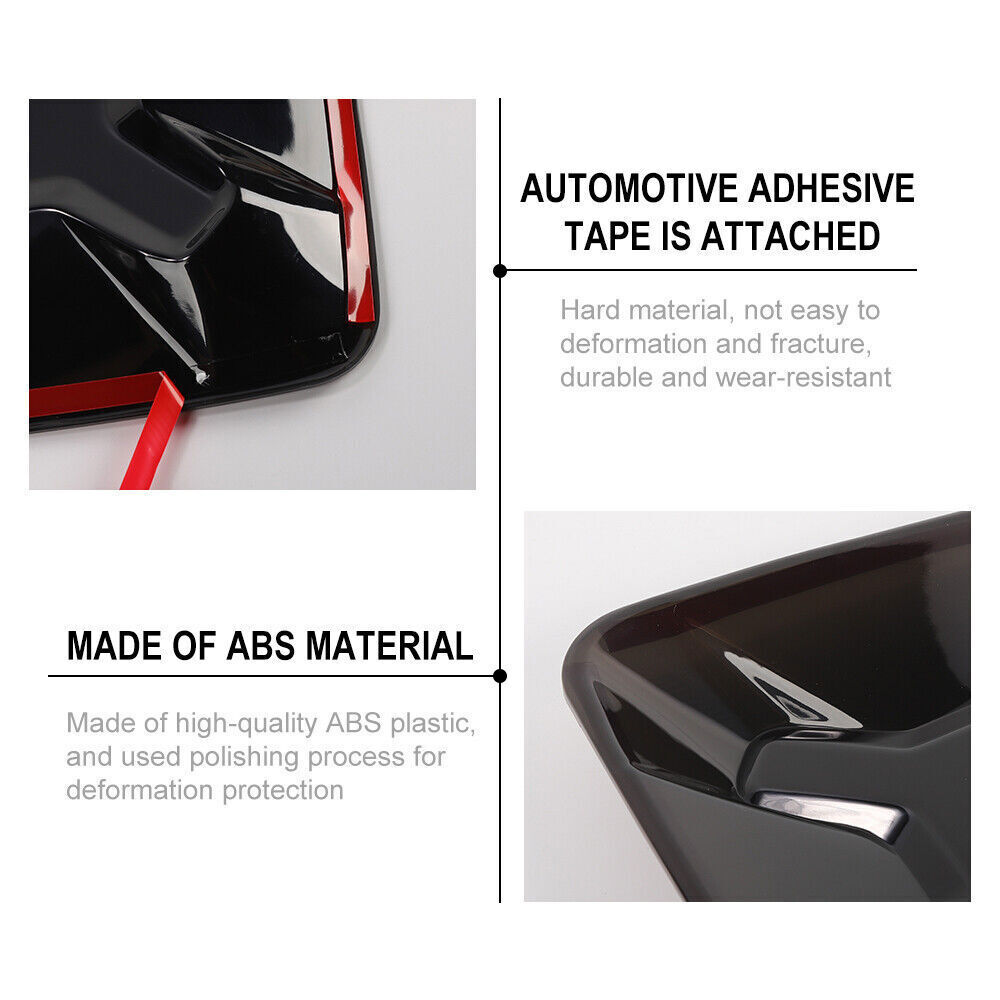 AUTOMOTIVE ADHESIVE
TAPE IS ATTACHED
Hard material, not easy to
deformation and fracture,
durable and wear-resistant
MADE OF ABS MATERIAL
Made of high-quality ABS plastic,
and used polishing process for
deformation protection